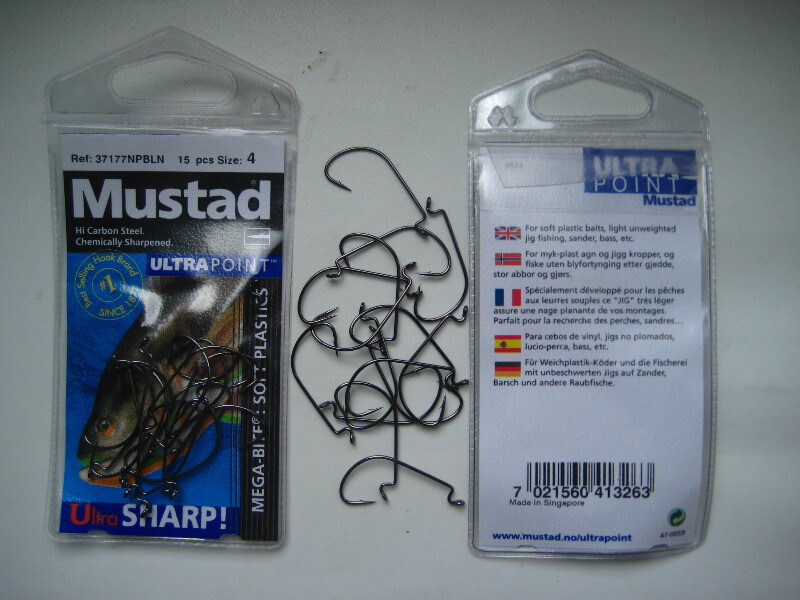 Ref: 37177NPBLN 15 pcs Size: 4
Mustad
Hi Carbon Steel.
Chemically Sharpened.
ULTRAPOINT™
Best Selling Hook Brand
#1
SINCE
MEGA-BITE®: SOFT PLASTICS
Ultra SHARP!
ULTRA
POINT
Mustad
For soft plastic baits, light unweighted
jig fishing, sander, bass, etc.
For myk-plast agn og jigg kropper, og
fiske uten blyfortynging etter gjedde,
stor abbor og gjørs.
Spécialement développé pour les pêches
aux leurres souples ce "JIG" très léger
assure une nage planante de vos montages.
Parfait pour la recherche des perches, sandres...
Para cebos de vinyl, jigs no plomados,
lucio-perca, bass, etc.
Für Weichplastik-Köder und die Fischerei
mit unbeschwerten Jigs auf Zander,
Barsch und andere Raubfische.
7 021560 413263
Made in Singapore
www.mustad.no/ultrapoint
47-0059